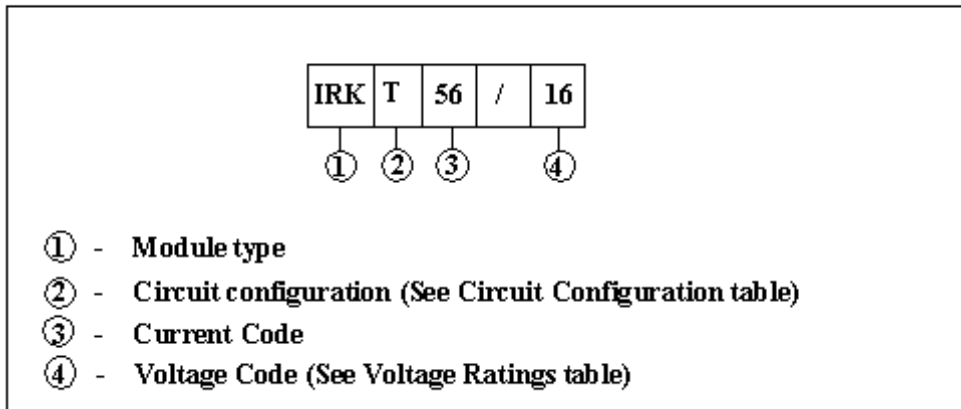 IRK T 56 / 16
① ② ③ ④
① - Module type
② - Circuit configuration (See Circuit Configuration table)
③ - Current Code
④ - Voltage Code (See Voltage Ratings table)